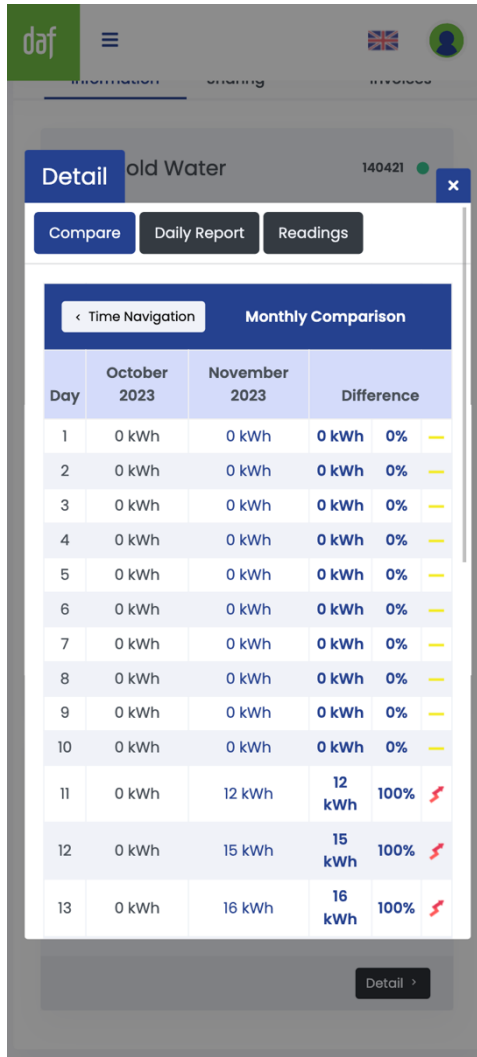 daf
Information Sharing Invoices
old Water 140421
Detail
×
Compare Daily Report Readings
‹ Time Navigation Monthly Comparison
Day October 2023 November 2023 Difference
1 0 kWh 0 kWh 0 kWh 0%
2 0 kWh 0 kWh 0 kWh 0%
3 0 kWh 0 kWh 0 kWh 0%
4 0 kWh 0 kWh 0 kWh 0%
5 0 kWh 0 kWh 0 kWh 0%
6 0 kWh 0 kWh 0 kWh 0%
7 0 kWh 0 kWh 0 kWh 0%
8 0 kWh 0 kWh 0 kWh 0%
9 0 kWh 0 kWh 0 kWh 0%
10 0 kWh 0 kWh 0 kWh 0%
11 0 kWh 12 kWh 12 kWh 100%
12 0 kWh 15 kWh 15 kWh 100%
13 0 kWh 16 kWh 16 kWh 100%
Detail ›